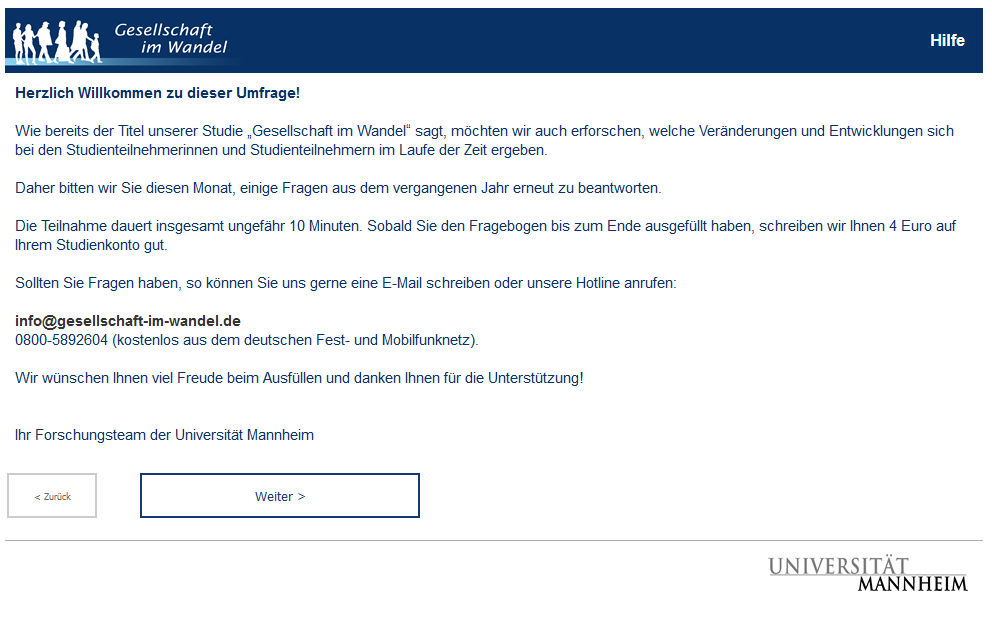 Gesellschaft
im Wandel
Hilfe
Herzlich Willkommen zu dieser Umfrage!
Wie bereits der Titel unserer Studie „Gesellschaft im Wandel“ sagt, möchten wir auch erforschen, welche Veränderungen und Entwicklungen sich
bei den Studienteilnehmerinnen und Studienteilnehmern im Laufe der Zeit ergeben.
Daher bitten wir Sie diesen Monat, einige Fragen aus dem vergangenen Jahr erneut zu beantworten.
Die Teilnahme dauert insgesamt ungefähr 10 Minuten. Sobald Sie den Fragebogen bis zum Ende ausgefüllt haben, schreiben wir Ihnen 4 Euro auf
Ihrem Studienkonto gut.
Sollten Sie Fragen haben, so können Sie uns gerne eine E-Mail schreiben oder unsere Hotline anrufen:
info@gesellschaft-im-wandel.de
0800-5892604 (kostenlos aus dem deutschen Fest- und Mobilfunknetz).
Wir wünschen Ihnen viel Freude beim Ausfüllen und danken Ihnen für die Unterstützung!
Ihr Forschungsteam der Universität Mannheim
< Zurück
Weiter >
UNIVERSITÄT
MANNHEIM